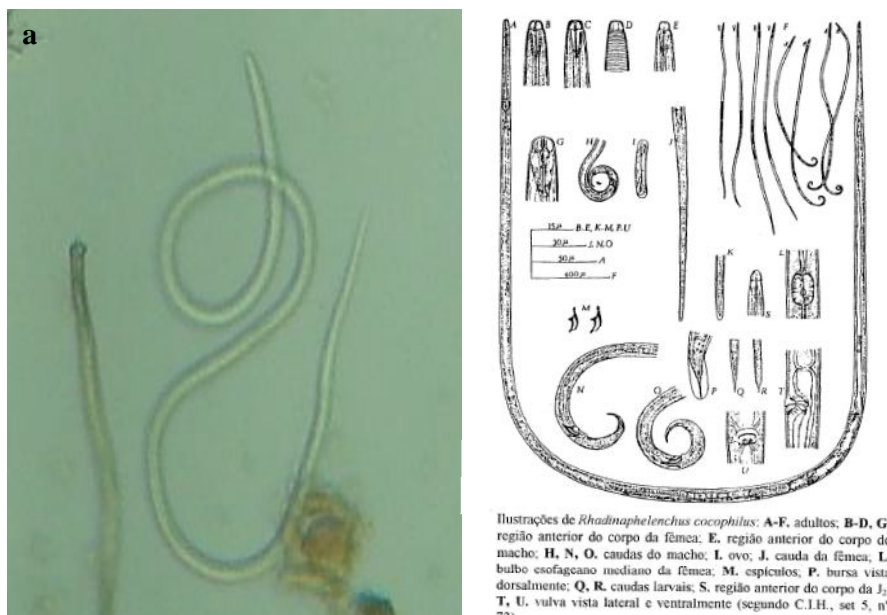 a
A B C D E F
G H I J
15µ B-E, K-M, P-U
20µ J, N, O
50µ A
400µ F
K L
M S
N O P Q R T
U
Ilustrações de Rhadinaphelenchus cocophilus: A-F. adultos; B-D, G
região anterior do corpo da fêmea; E. região anterior do corpo do
macho; H, N, O. caudas do macho; I. ovo; J. cauda da fêmea; L
bulbo esofageano mediano da fêmea; M. espículos; P. bursa vista
dorsalmente; Q, R. caudas larvais; S. região anterior do corpo da J
T, U. vulva vista lateral e ventralmente (segundo C.I.H., set 5, nº